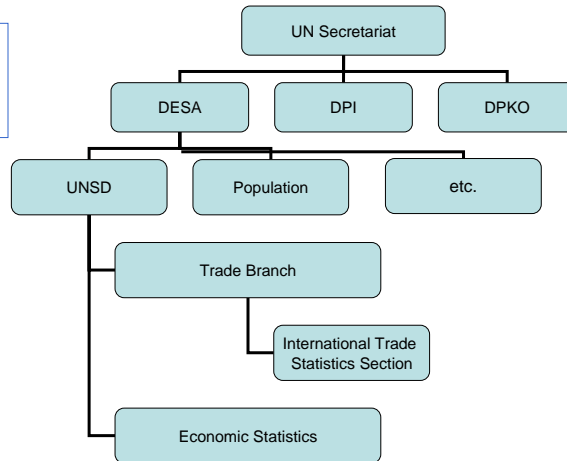 UN Secretariat
DESA
DPI
DPKO
UNSD
Population
etc.
Trade Branch
International Trade
Statistics Section
Economic Statistics